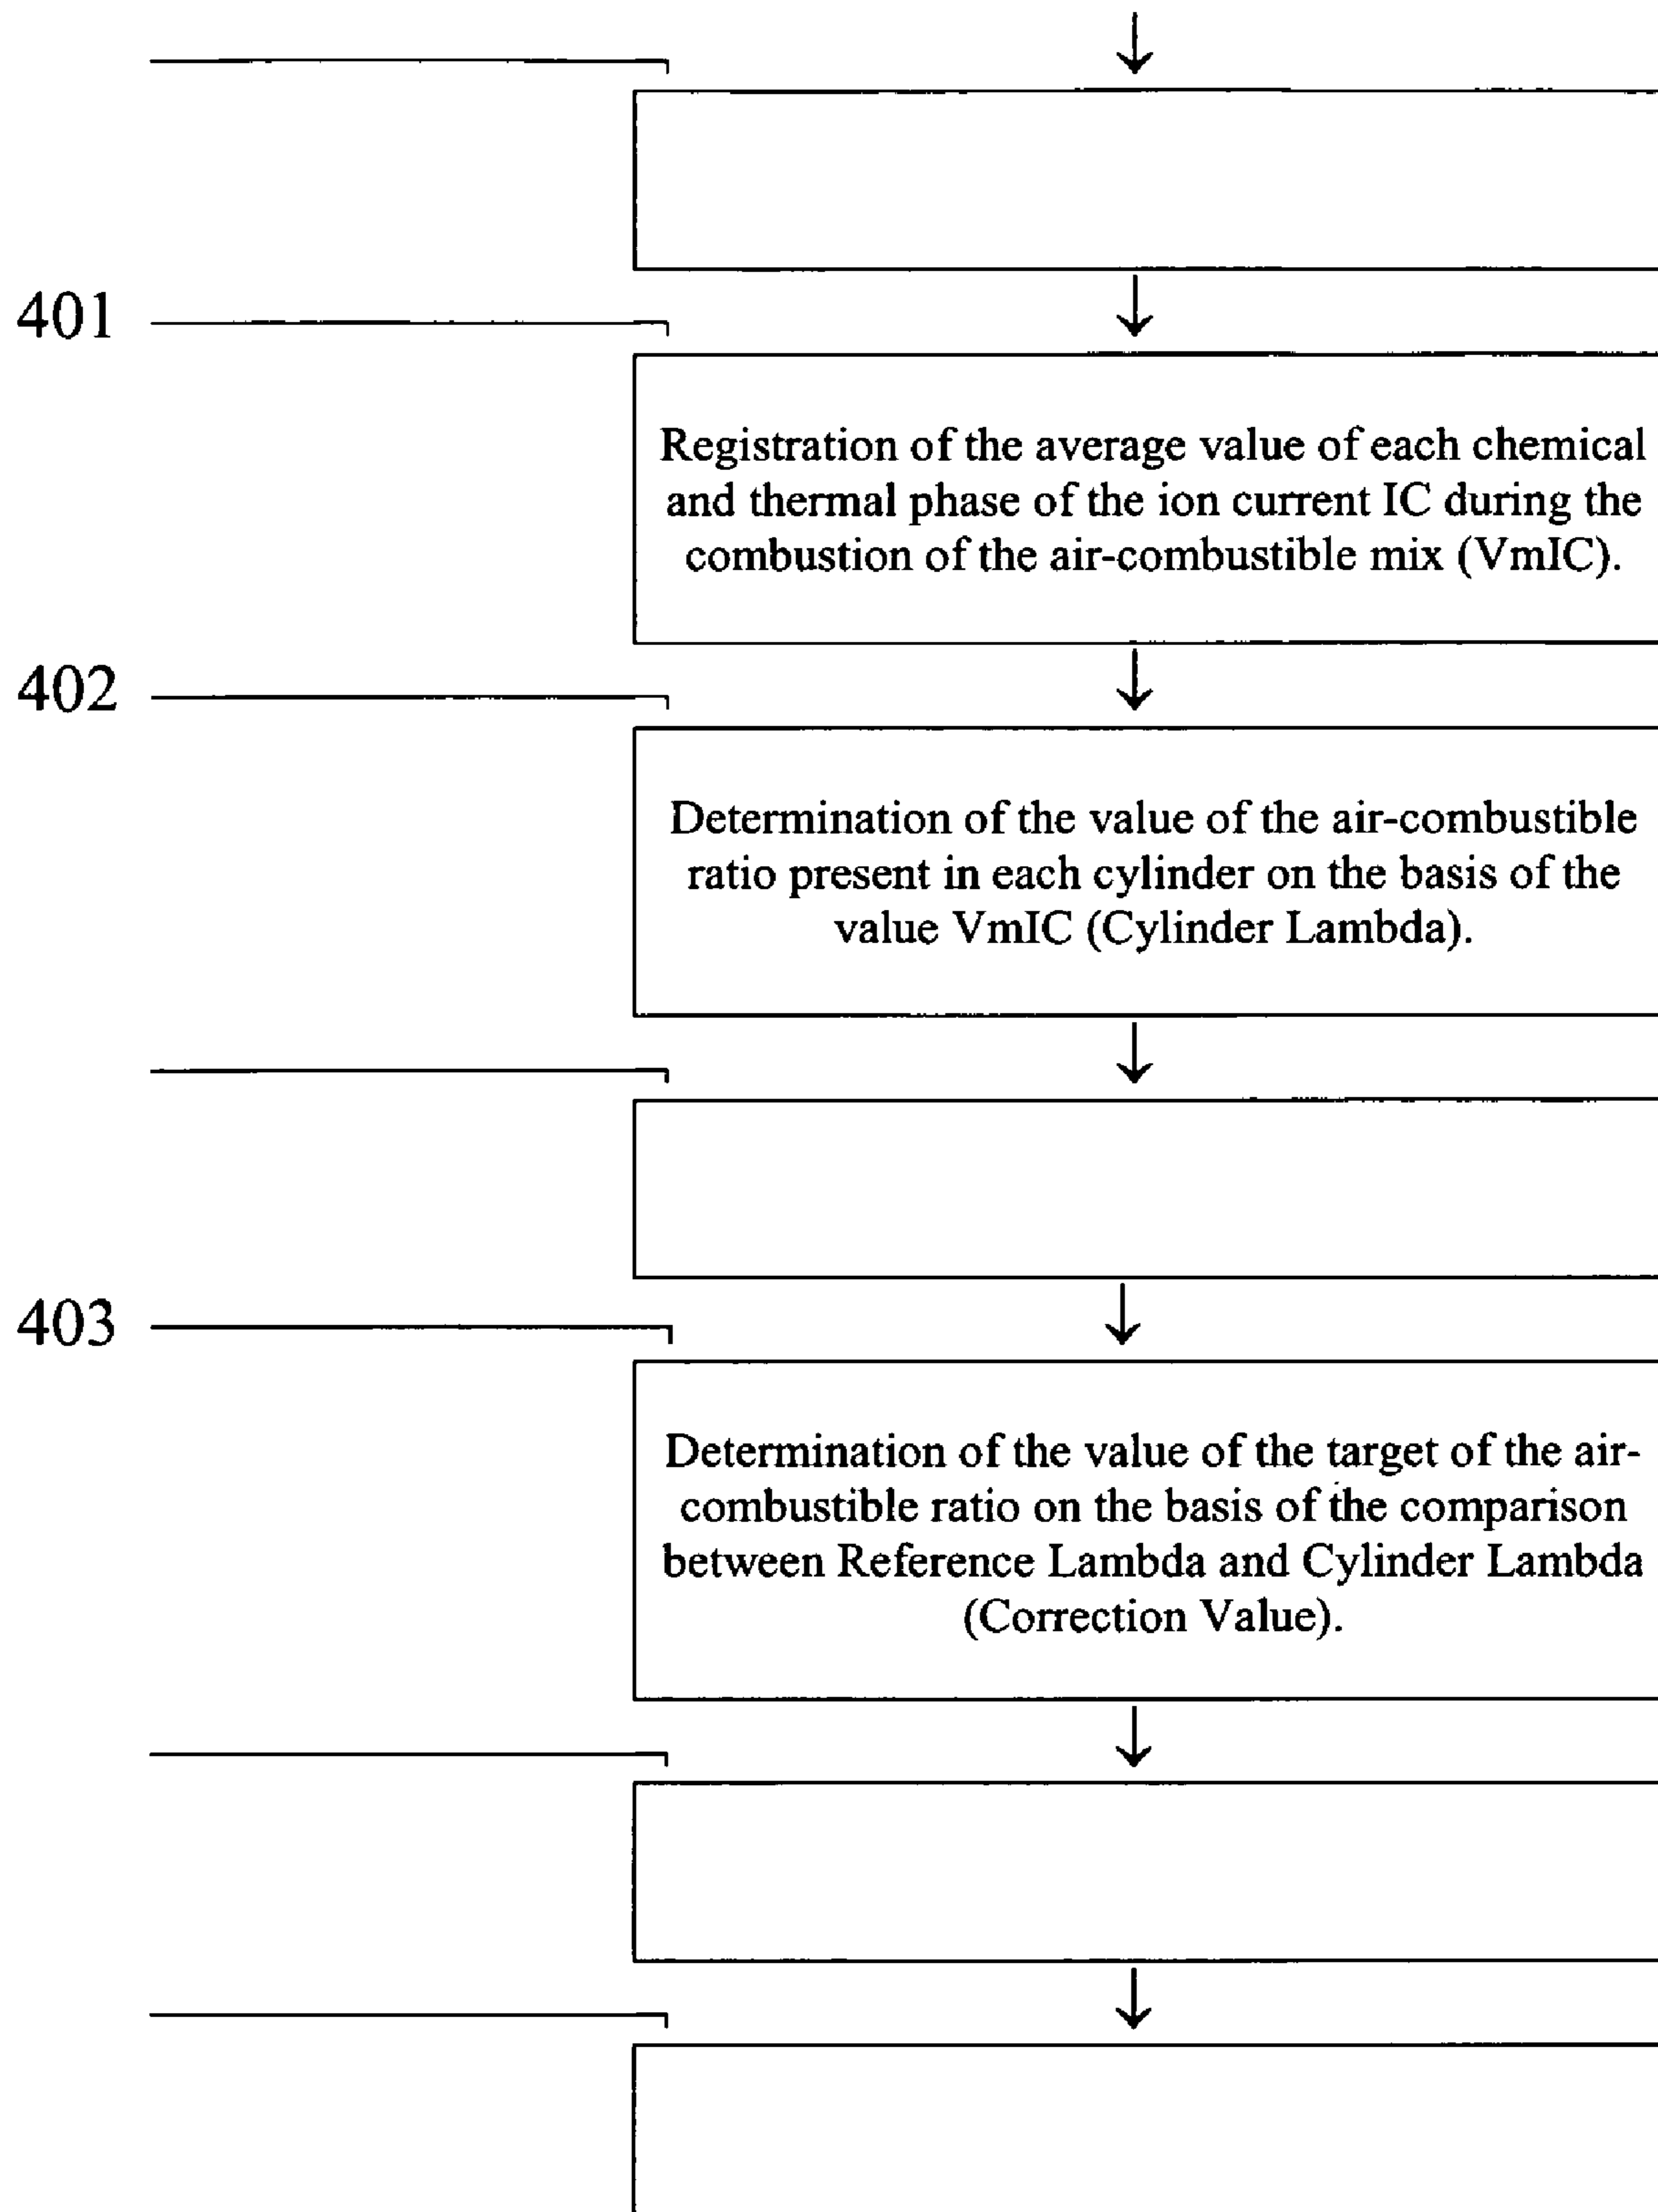 401
Registration of the average value of each chemical
and thermal phase of the ion current IC during the
combustion of the air-combustible mix (VmIC).
402
Determination of the value of the air-combustible
ratio present in each cylinder on the basis of the
value VmIC (Cylinder Lambda).
403
Determination of the value of the target of the air-
combustible ratio on the basis of the comparison
between Reference Lambda and Cylinder Lambda
(Correction Value).